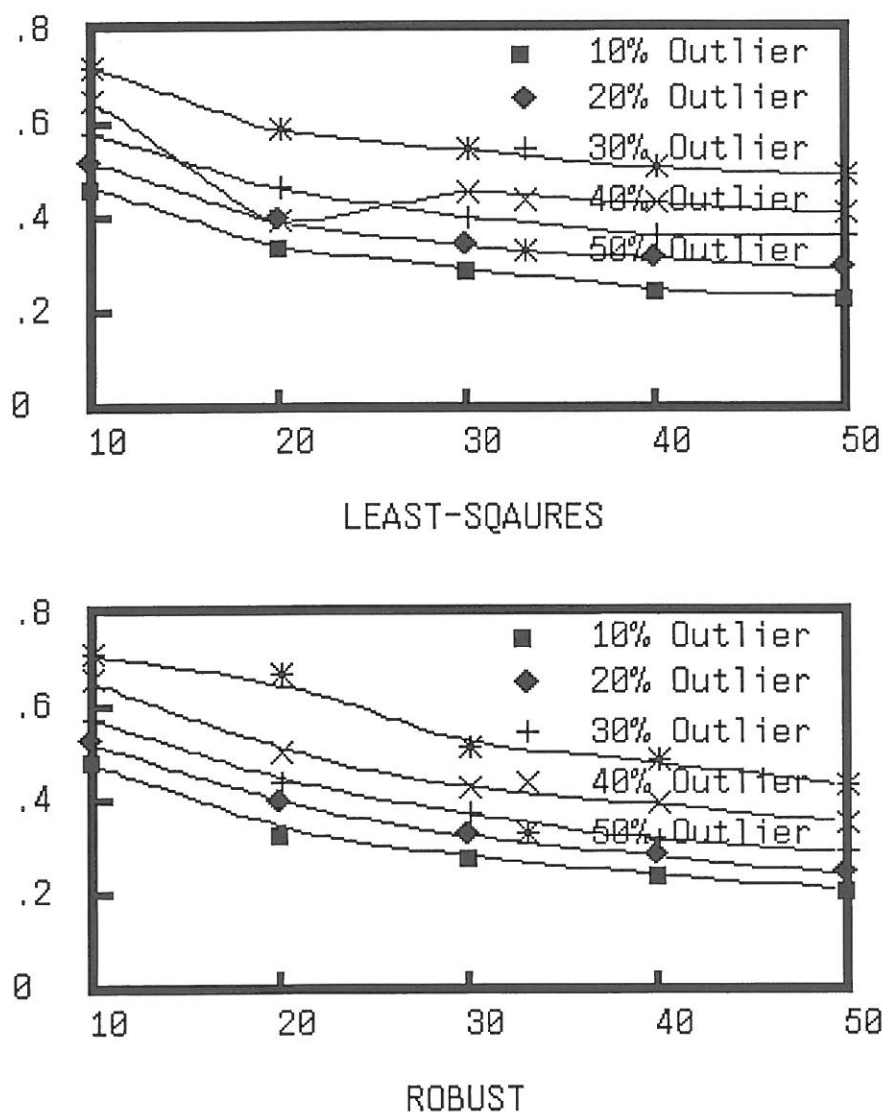 .8
10% Outlier
20% Outlier
.6
30% Outlier
.4
40% Outlier
50% Outlier
.2
0
10 20 30 40 50
LEAST-SQAURES
.8
10% Outlier
20% Outlier
.6
30% Outlier
40% Outlier
.4
50% Outlier
.2
0
10 20 30 40 50
ROBUST